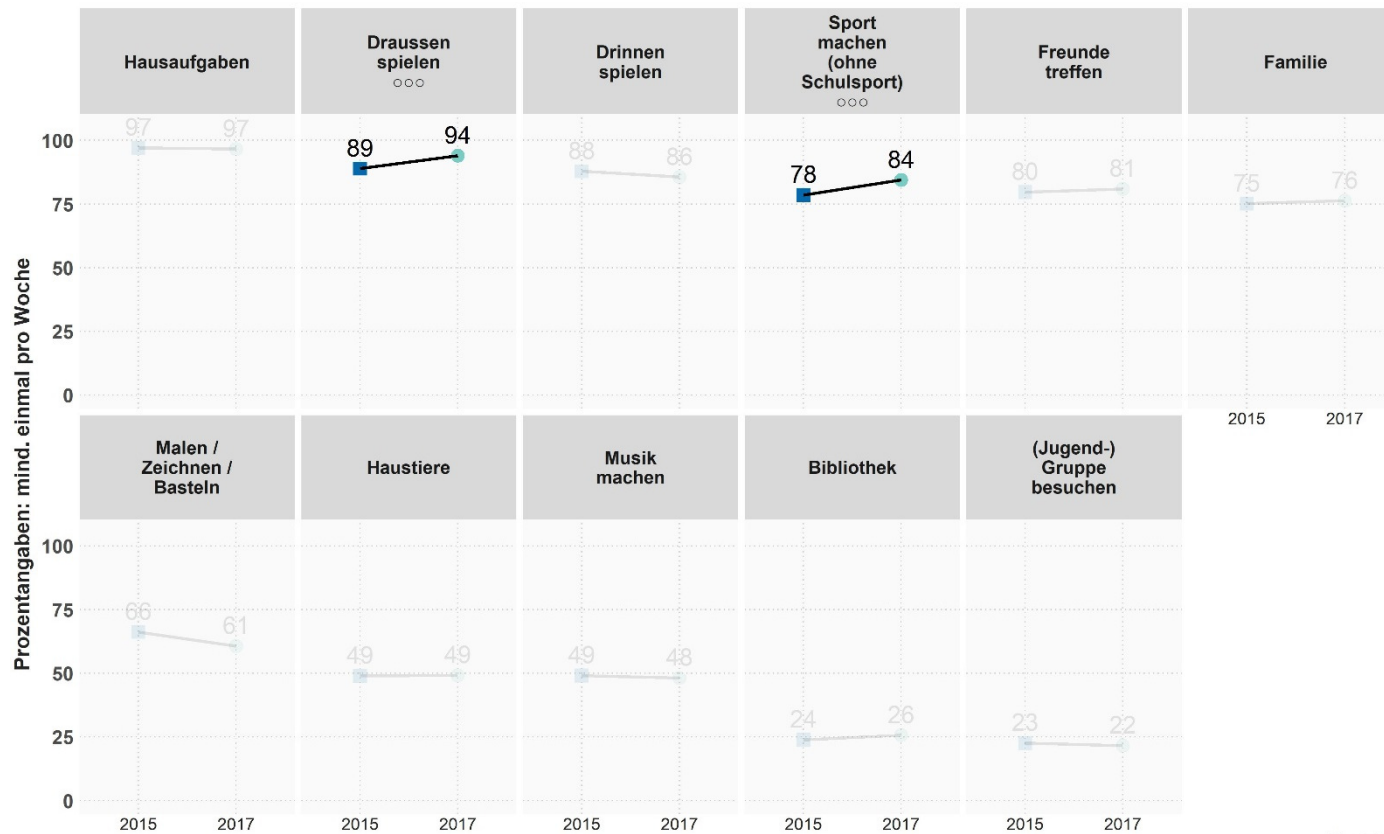 Hausaufgaben
Draussen
spielen
○○○
Drinnen
spielen
Sport
machen
(ohne
Schulsport)
○○○
Freunde
treffen
Familie
Prozentangaben: mind. einmal pro Woche
100
75
50
25
0
97 97
89 94
88 86
78 84
80 81
75 76
2015 2017
Malen /
Zeichnen /
Basteln
Haustiere
Musik
machen
Bibliothek
(Jugend-)
Gruppe
besuchen
100
75
50
25
0
66 61
49 49
49 48
24 26
23 22
2015 2017
2015 2017
2015 2017
2015 2017
2015 2017